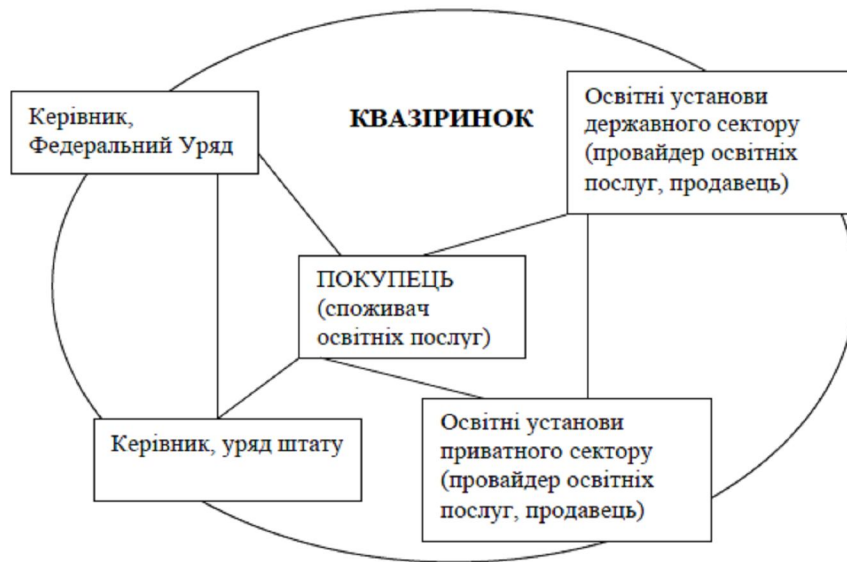 Керівник,
Федеральний Уряд
КВАЗІРИНОК
Освітні установи
державного сектору
(провайдер освітніх
послуг, продавець)
ПОКУПЕЦЬ
(споживач
освітніх послуг)
Керівник, уряд штату
Освітні установи
приватного сектору
(провайдер освітніх
послуг, продавець)